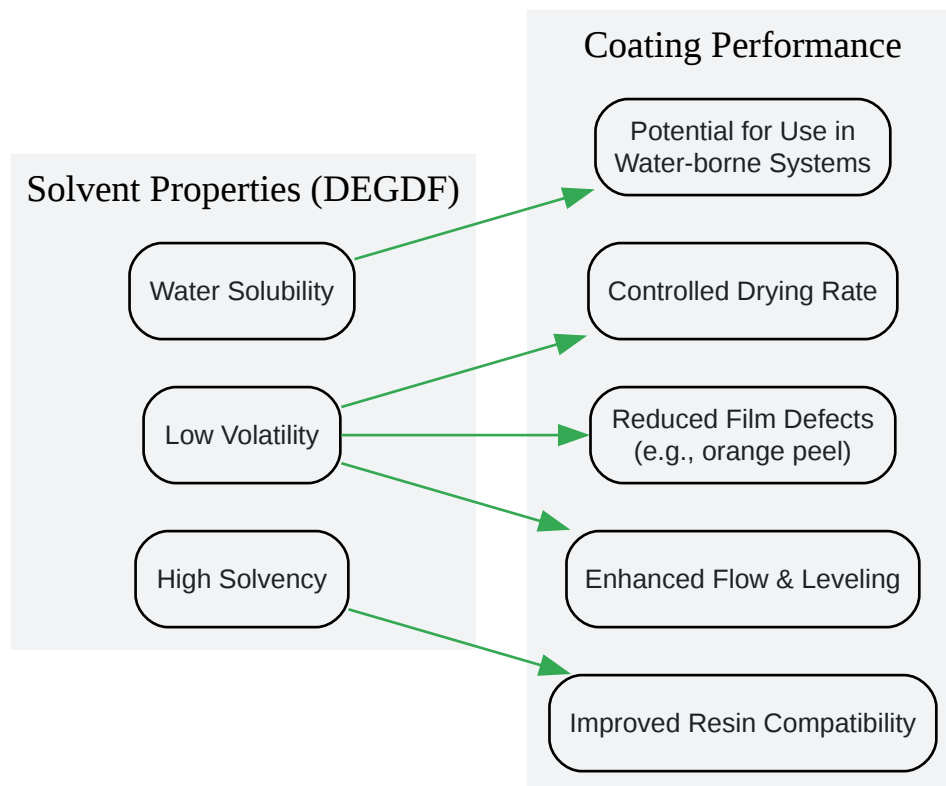 Solvent Properties (DEGDF)
Water Solubility
Low Volatility
High Solvency
Coating Performance
Potential for Use in
Water-borne Systems
Controlled Drying Rate
Reduced Film Defects
(e.g., orange peel)
Enhanced Flow & Leveling
Improved Resin Compatibility